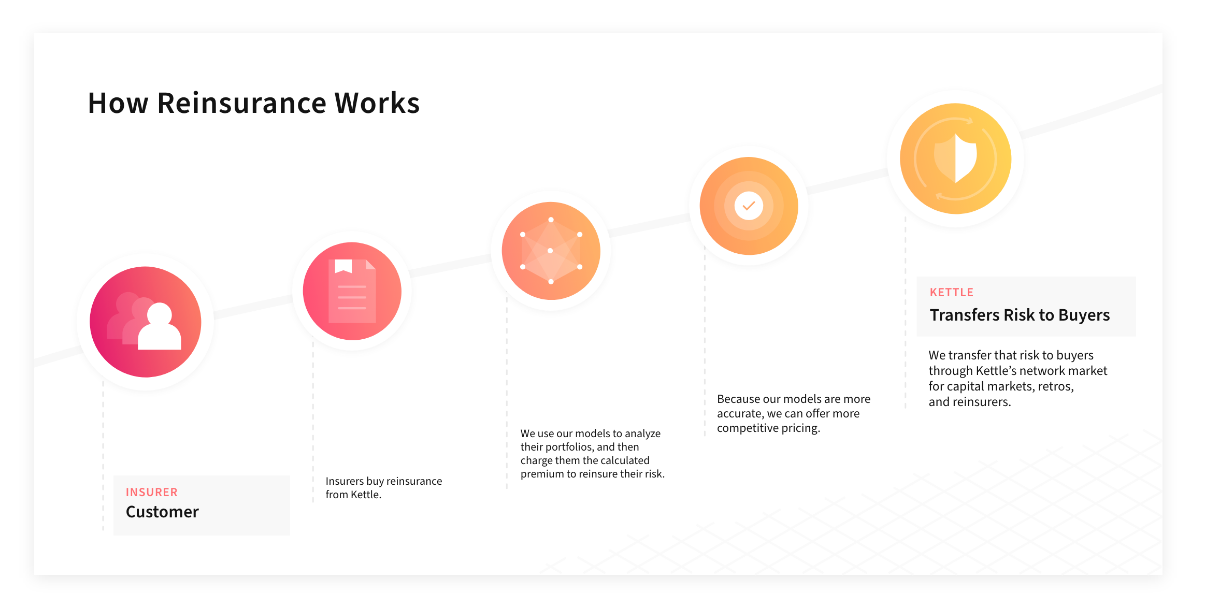 How Reinsurance Works
INSURER
Customer
Insurers buy reinsurance
from Kettle.
We use our models to analyze
their portfolios, and then
charge them the calculated
premium to reinsure their risk.
Because our models are more
accurate, we can offer more
competitive pricing.
KETTLE
Transfers Risk to Buyers
We transfer that risk to buyers
through Kettle’s network market
for capital markets, retros,
and reinsurers.